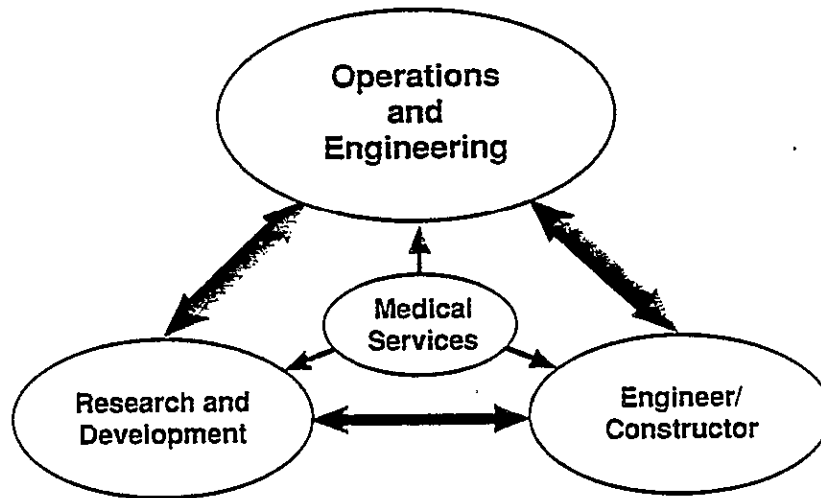 Operations
and
Engineering
Medical
Services
Research and
Development
Engineer/
Constructor